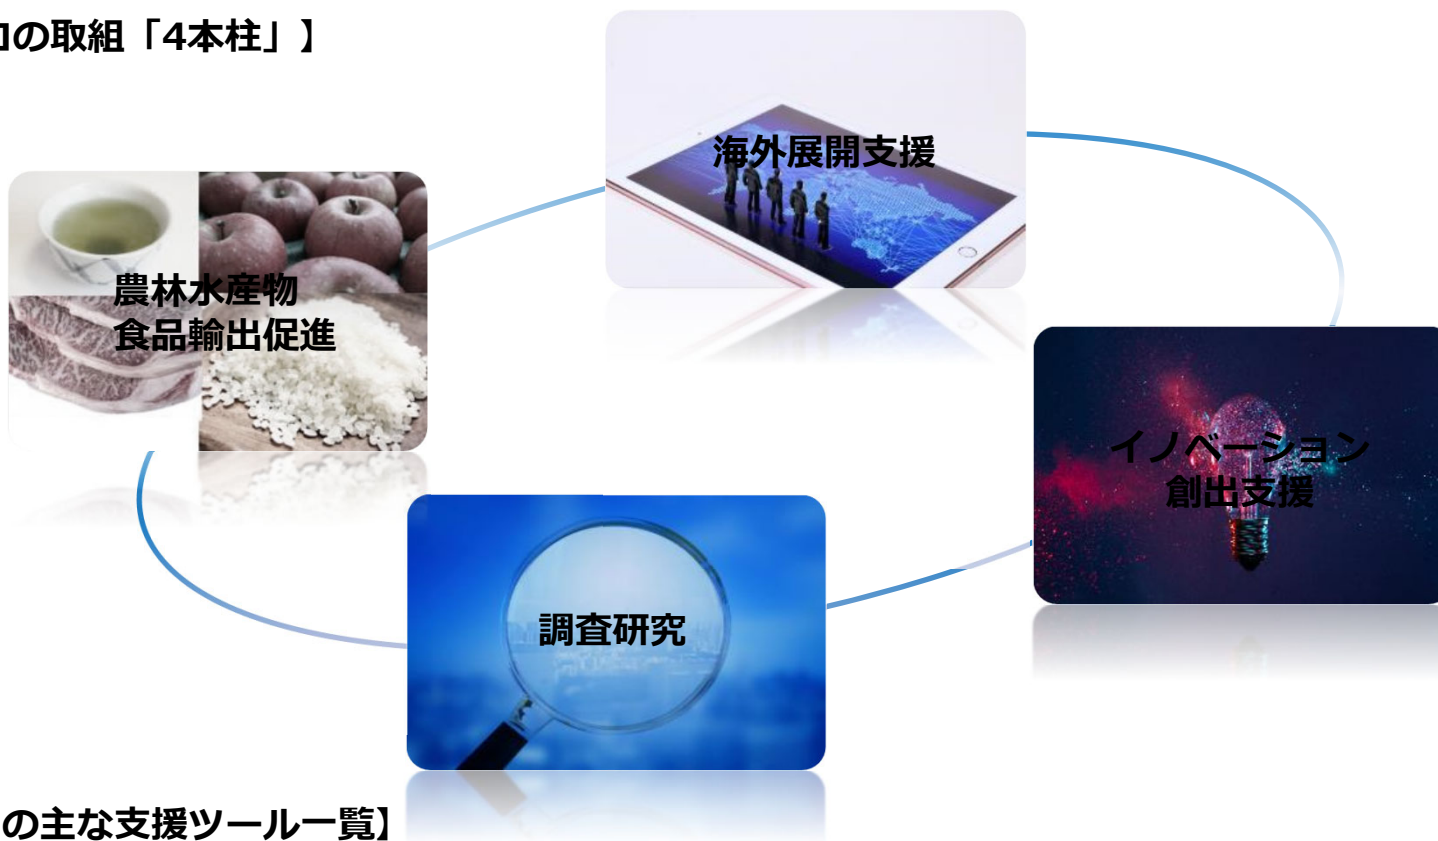 の取組「4本柱」】
海外展開支援
農林水産物
食品輸出促進
イノベーション
創出支援
調査研究
の主な支援ツール一覧】